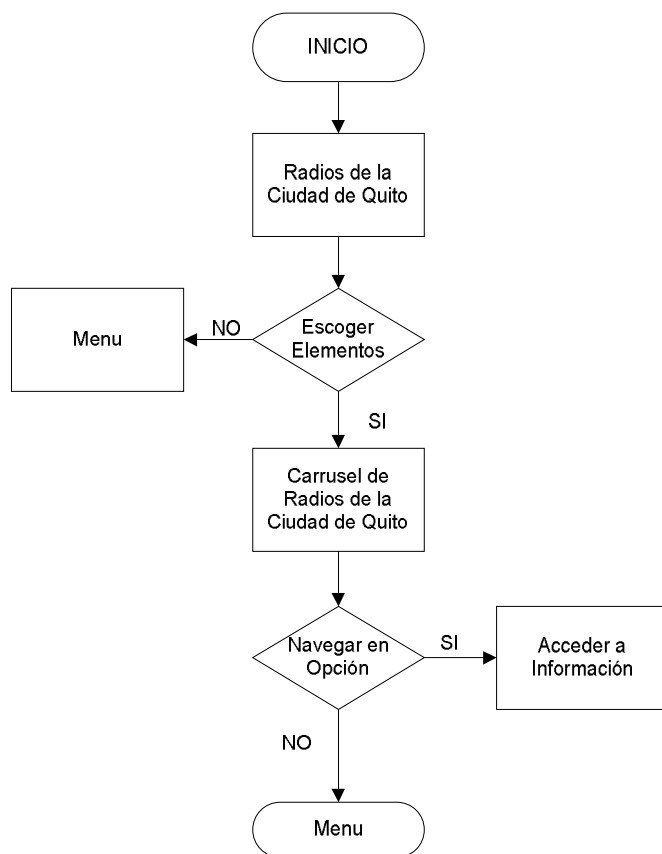 INICIO
Radios de la
Ciudad de Quito
Menu
NO
Escoger
Elementos
SI
Carrusel de
Radios de la
Ciudad de Quito
Navegar en
Opción
SI
Acceder a
Información
NO
Menu